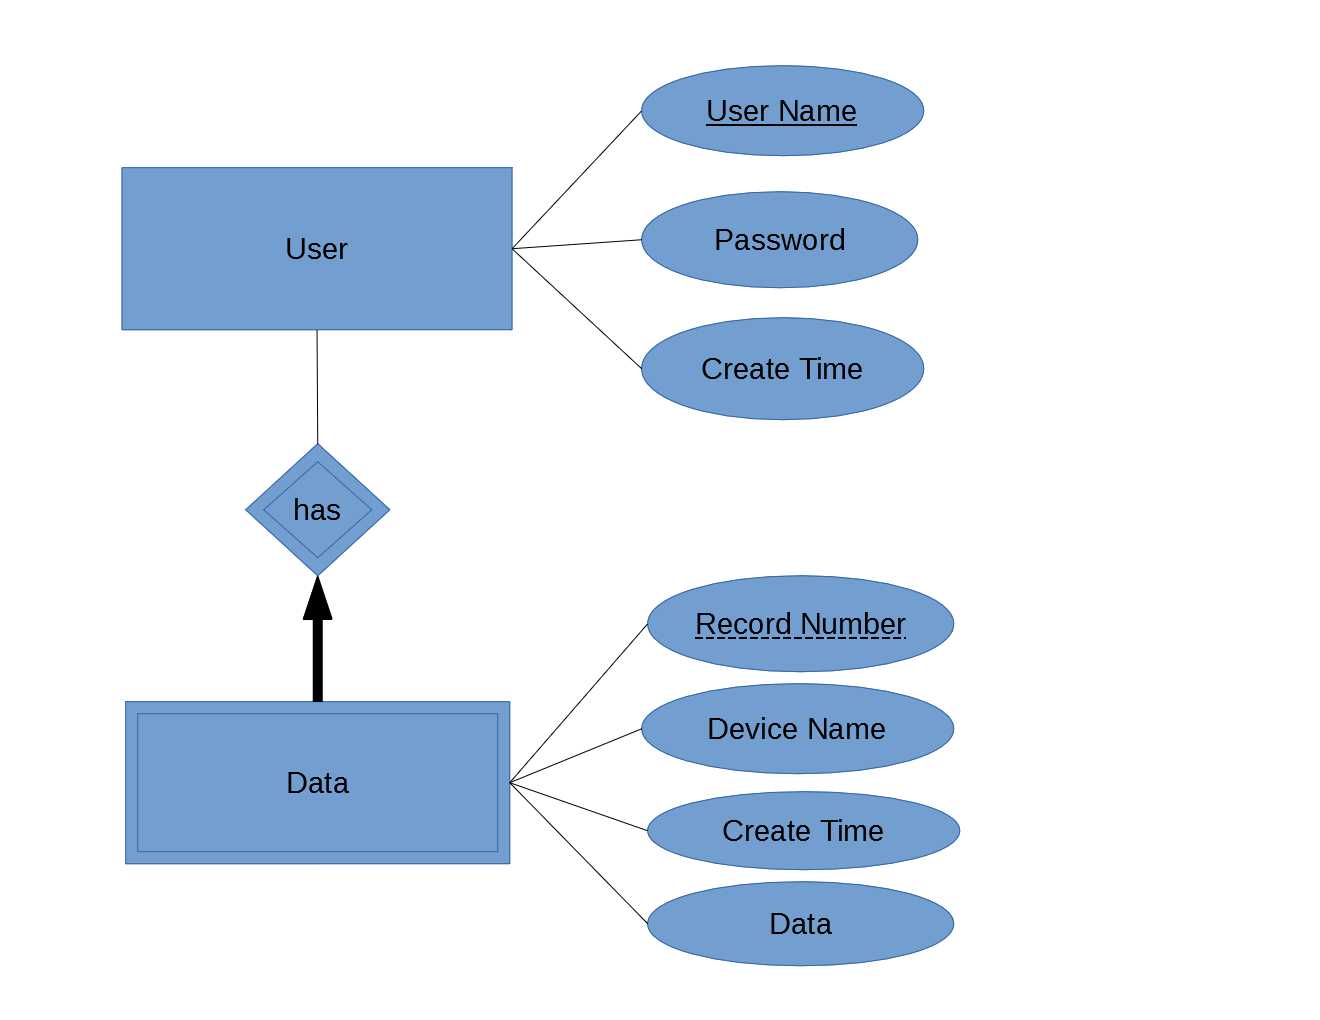 User Name
User
Password
Create Time
has
Record Number
Device Name
Data
Create Time
Data